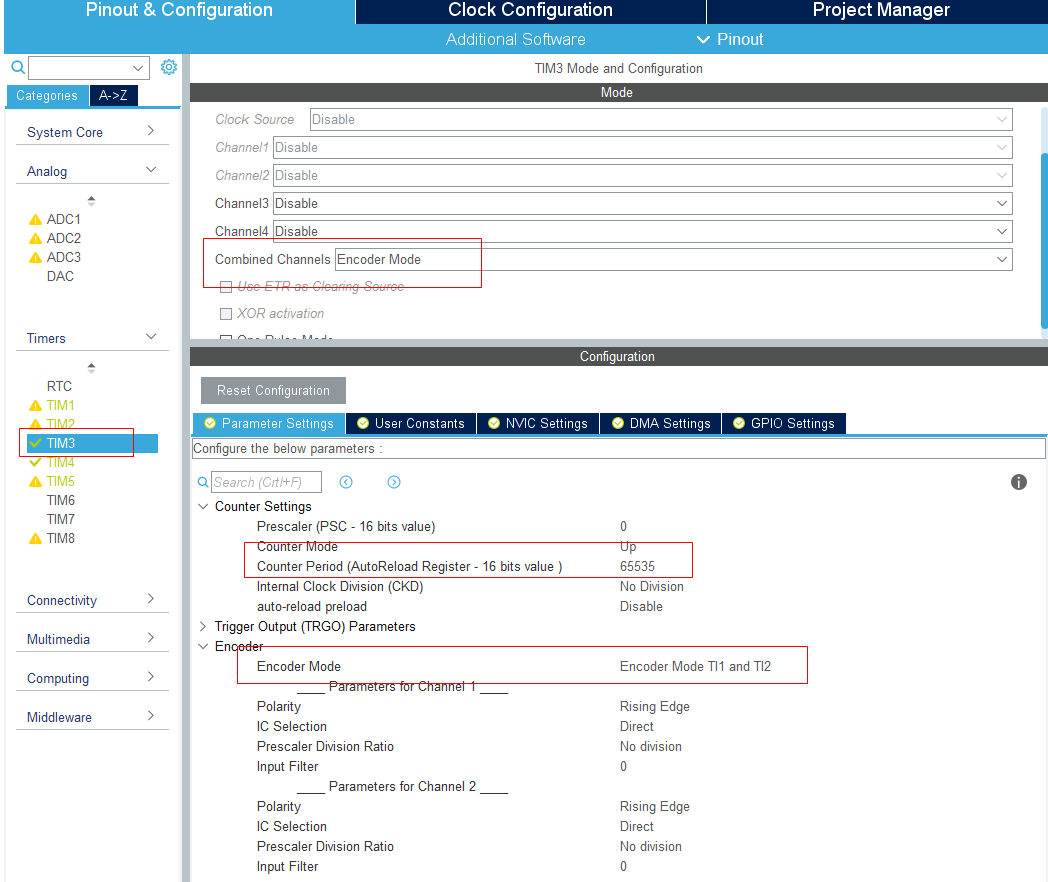 Pinout & Configuration
Clock Configuration
Project Manager
Additional Software
Pinout
TIM3 Mode and Configuration
Categories
A->Z
System Core
Analog
ADC1
ADC2
ADC3
DAC
Timers
RTC
TIM1
TIM2
TIM3
TIM4
TIM5
TIM6
TIM7
TIM8
Connectivity
Multimedia
Computing
Middleware
Mode
Clock Source Disable
Channel1 Disable
Channel2 Disable
Channel3 Disable
Channel4 Disable
Combined Channels Encoder Mode
Use ETR as Clearing Source
XOR activation
One Pulse Mode
Configuration
Reset Configuration
Parameter Settings
User Constants
NVIC Settings
DMA Settings
GPIO Settings
Configure the below parameters :
Search (Crtl+F)
Counter Settings
Prescaler (PSC - 16 bits value) 0
Counter Mode Up
Counter Period (AutoReload Register - 16 bits value ) 65535
Internal Clock Division (CKD) No Division
auto-reload preload Disable
Trigger Output (TRGO) Parameters
Encoder
Encoder Mode Encoder Mode TI1 and TI2
____ Parameters for Channel 1 ____
Polarity Rising Edge
IC Selection Direct
Prescaler Division Ratio No division
Input Filter 0
____ Parameters for Channel 2 ____
Polarity Rising Edge
IC Selection Direct
Prescaler Division Ratio No division
Input Filter 0